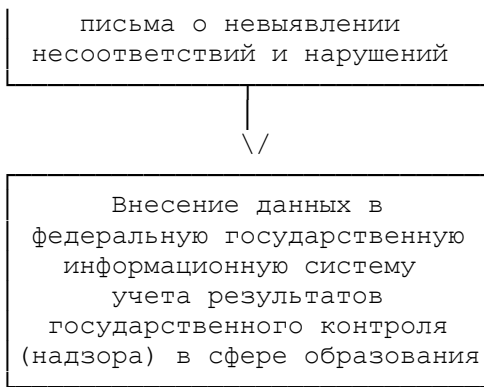 письма о невыявлении
несоответствий и нарушений
\/
Внесение данных в
федеральную государственную
информационную систему
учета результатов
государственного контроля
(надзора) в сфере образования